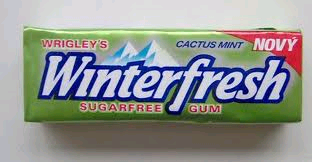 WRIGLEY'S
CACTUS MINT NOVÝ
Winterfresh
SUGARFREE GUM